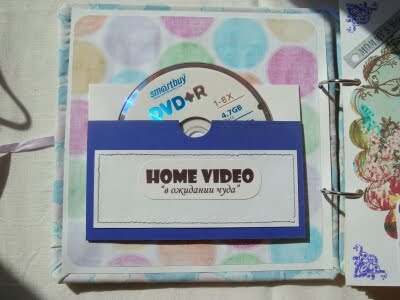 smartbuy
DVD+R
1-8X
4.7GB
HOME VIDEO
"в ожидании чуда"